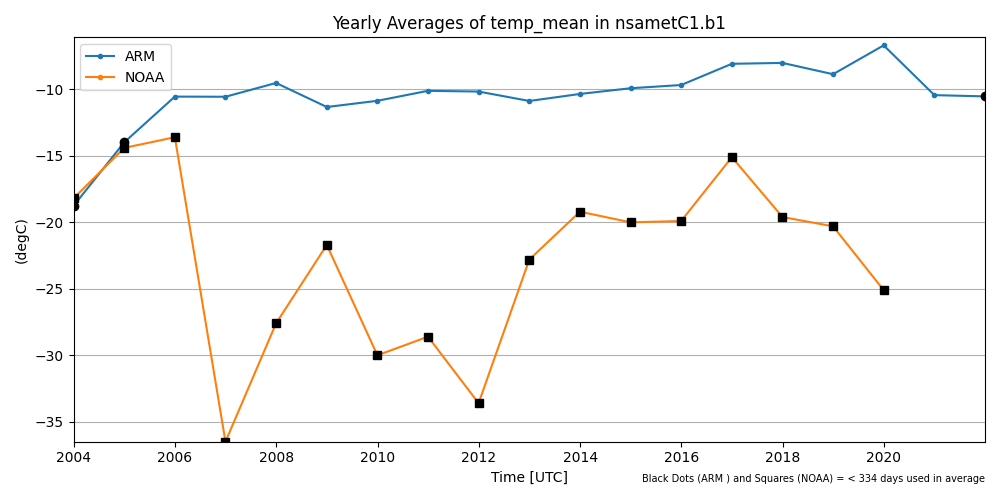 Yearly Averages of temp_mean in nsametC1.b1
ARM
NOAA
−10
−15
−20
−25
−30
−35
(degC)
2004 2006 2008 2010 2012 2014 2016 2018 2020
Time [UTC]
Black Dots (ARM ) and Squares (NOAA) = < 334 days used in average